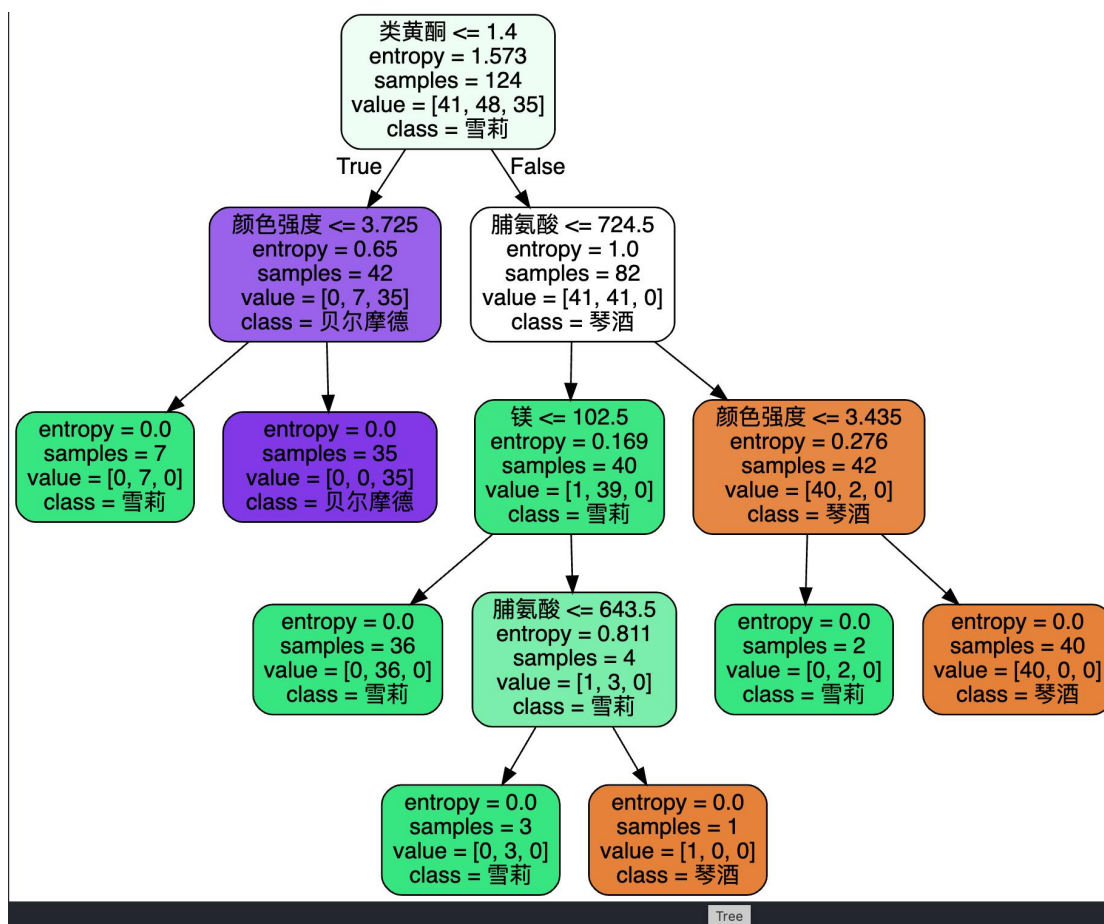 类黄酮 <= 1.4
entropy = 1.573
samples = 124
value = [41, 48, 35]
class = 雪莉
True
False
颜色强度 <= 3.725
entropy = 0.65
samples = 42
value = [0, 7, 35]
class = 贝尔摩德
脯氨酸 <= 724.5
entropy = 1.0
samples = 82
value = [41, 41, 0]
class = 琴酒
entropy = 0.0
samples = 7
value = [0, 7, 0]
class = 雪莉
entropy = 0.0
samples = 35
value = [0, 0, 35]
class = 贝尔摩德
镁 <= 102.5
entropy = 0.169
samples = 40
value = [1, 39, 0]
class = 雪莉
颜色强度 <= 3.435
entropy = 0.276
samples = 42
value = [40, 2, 0]
class = 琴酒
entropy = 0.0
samples = 36
value = [0, 36, 0]
class = 雪莉
脯氨酸 <= 643.5
entropy = 0.811
samples = 4
value = [1, 3, 0]
class = 雪莉
entropy = 0.0
samples = 2
value = [0, 2, 0]
class = 雪莉
entropy = 0.0
samples = 40
value = [40, 0, 0]
class = 琴酒
entropy = 0.0
samples = 3
value = [0, 3, 0]
class = 雪莉
entropy = 0.0
samples = 1
value = [1, 0, 0]
class = 琴酒
Tree